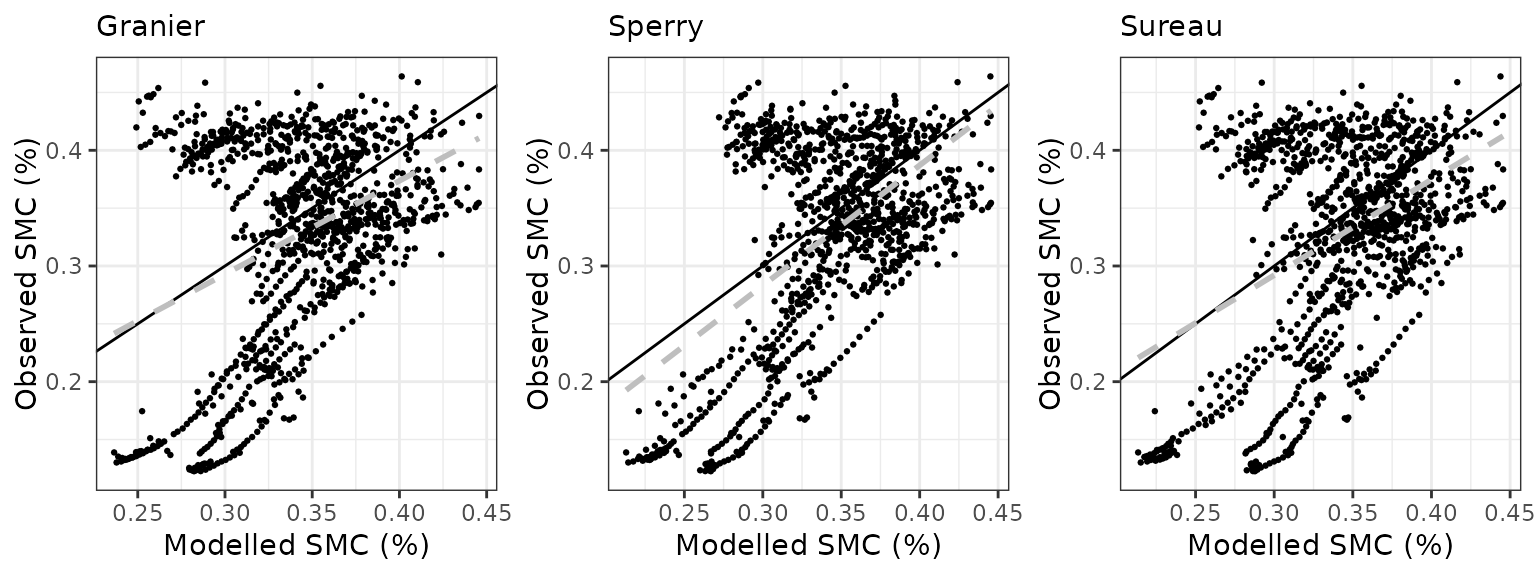 Granier
Sperry
Sureau
Observed SMC (%)
0.4
0.3
0.2
0.25 0.30 0.35 0.40 0.45
Modelled SMC (%)
Observed SMC (%)
0.4
0.3
0.2
0.25 0.30 0.35 0.40 0.45
Modelled SMC (%)
Observed SMC (%)
0.4
0.3
0.2
0.25 0.30 0.35 0.40 0.45
Modelled SMC (%)